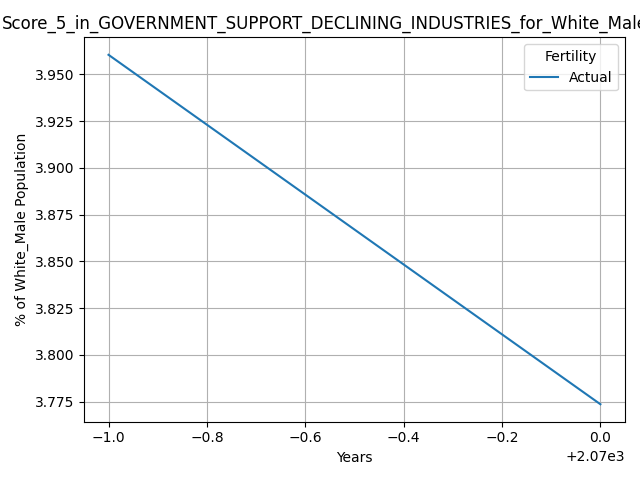 Score_5_in_GOVERNMENT_SUPPORT_DECLINING_INDUSTRIES_for_White_Male
Fertility
Actual
3.950
3.925
3.900
3.875
3.850
3.825
3.800
3.775
% of White_Male Population
−1.0
−0.8
−0.6
−0.4
−0.2
0.0
+2.07e3
Years